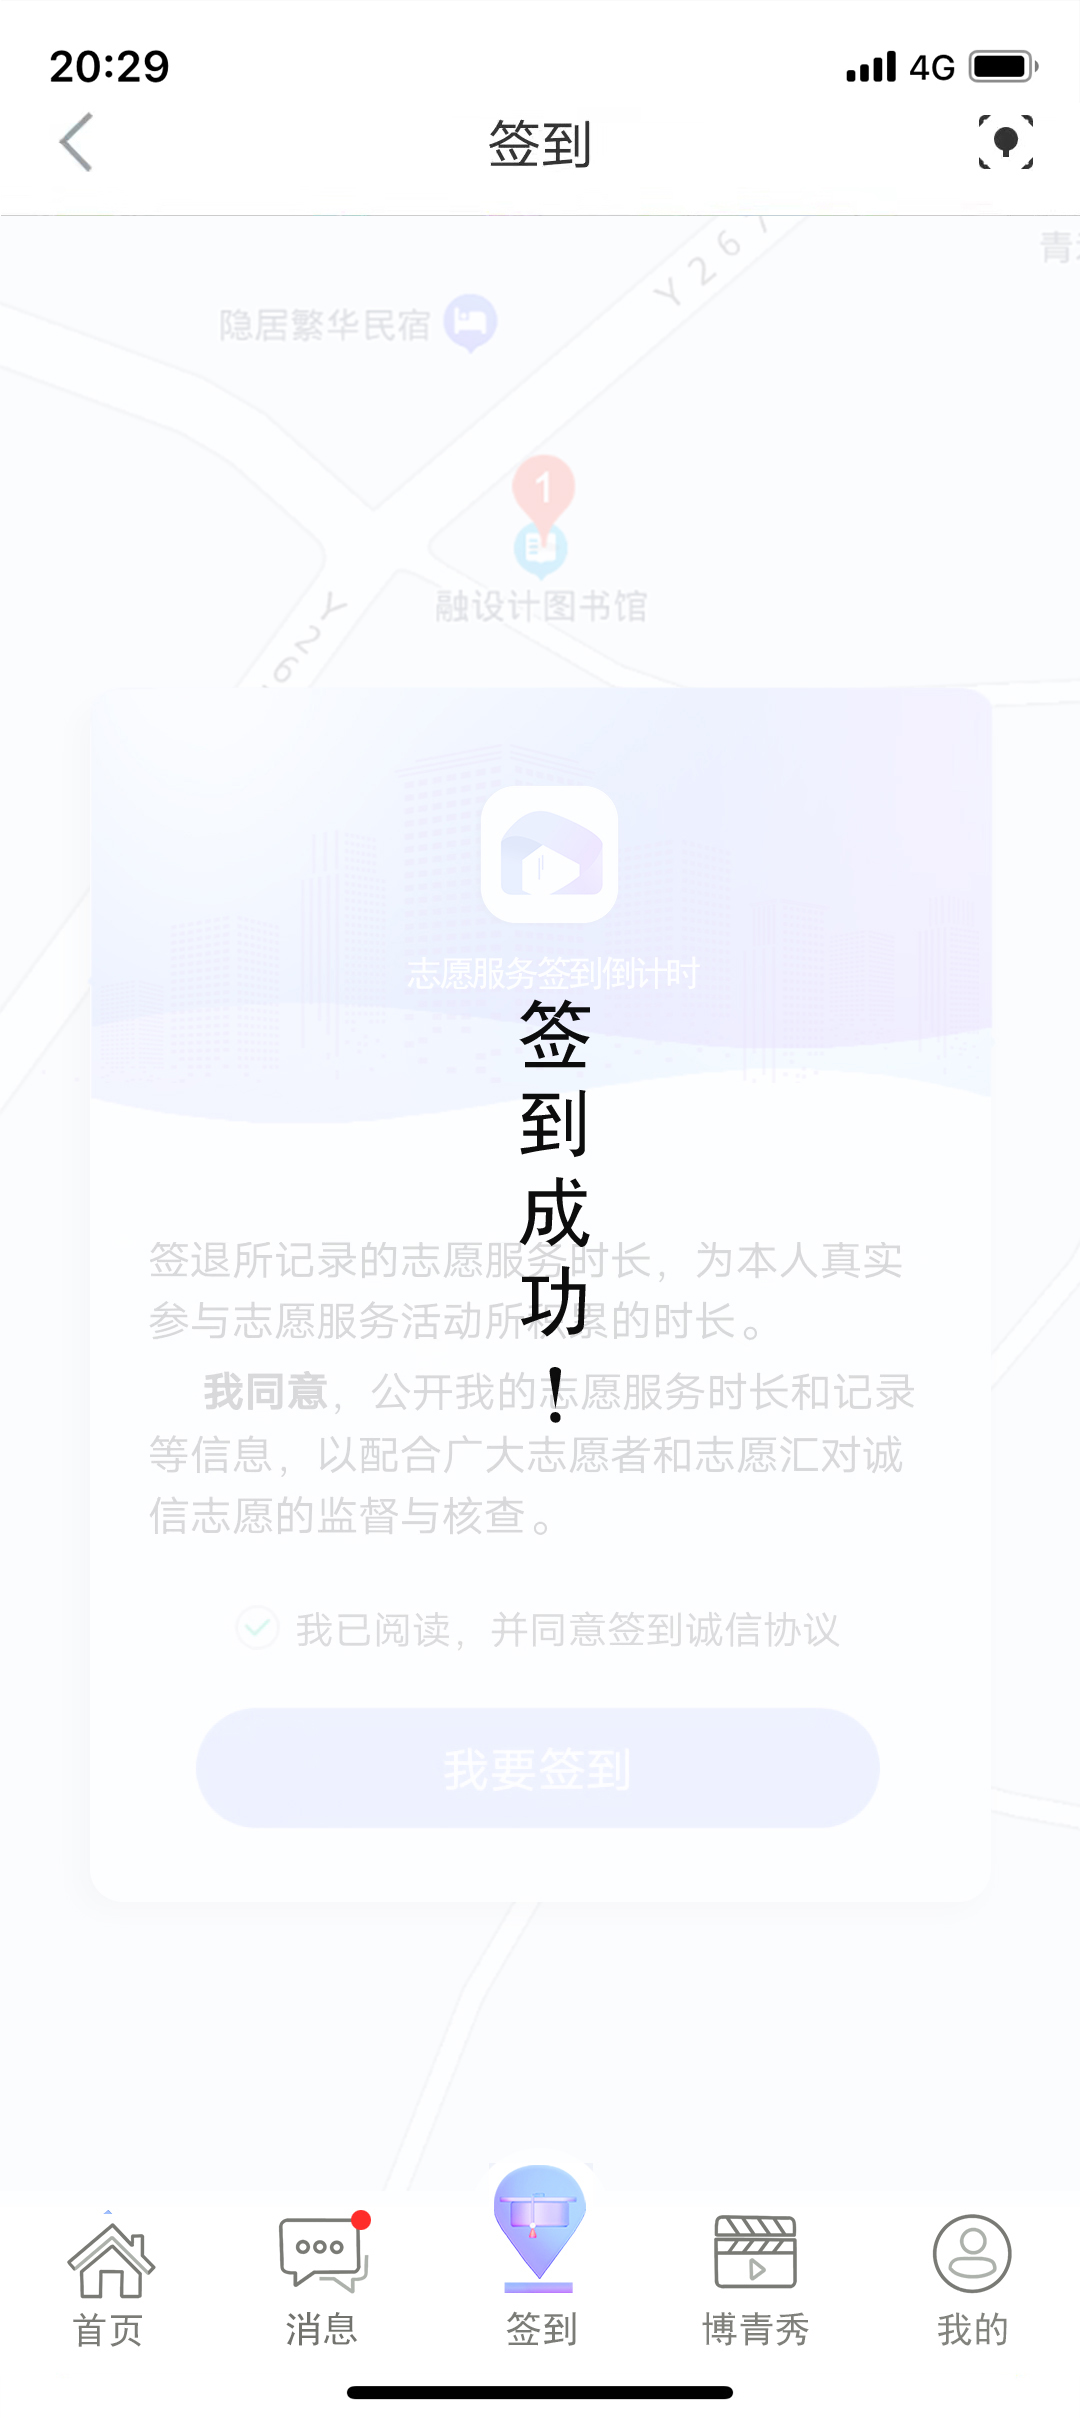 20:29
4G
签到
Y267
青
隐居繁华民宿
1
融设计图书馆
Y
2
6
志愿服务签到倒计时
签到成功！
签退所记录的志愿服务时长，为本人真实
参与志愿服务活动所积累的时长。
我同意，公开我的志愿服务时长和记录
等信息，以配合广大志愿者和志愿汇对诚
信志愿的监督与核查。
我已阅读，并同意签到诚信协议
我要签到
首页
消息
签到
博青秀
我的